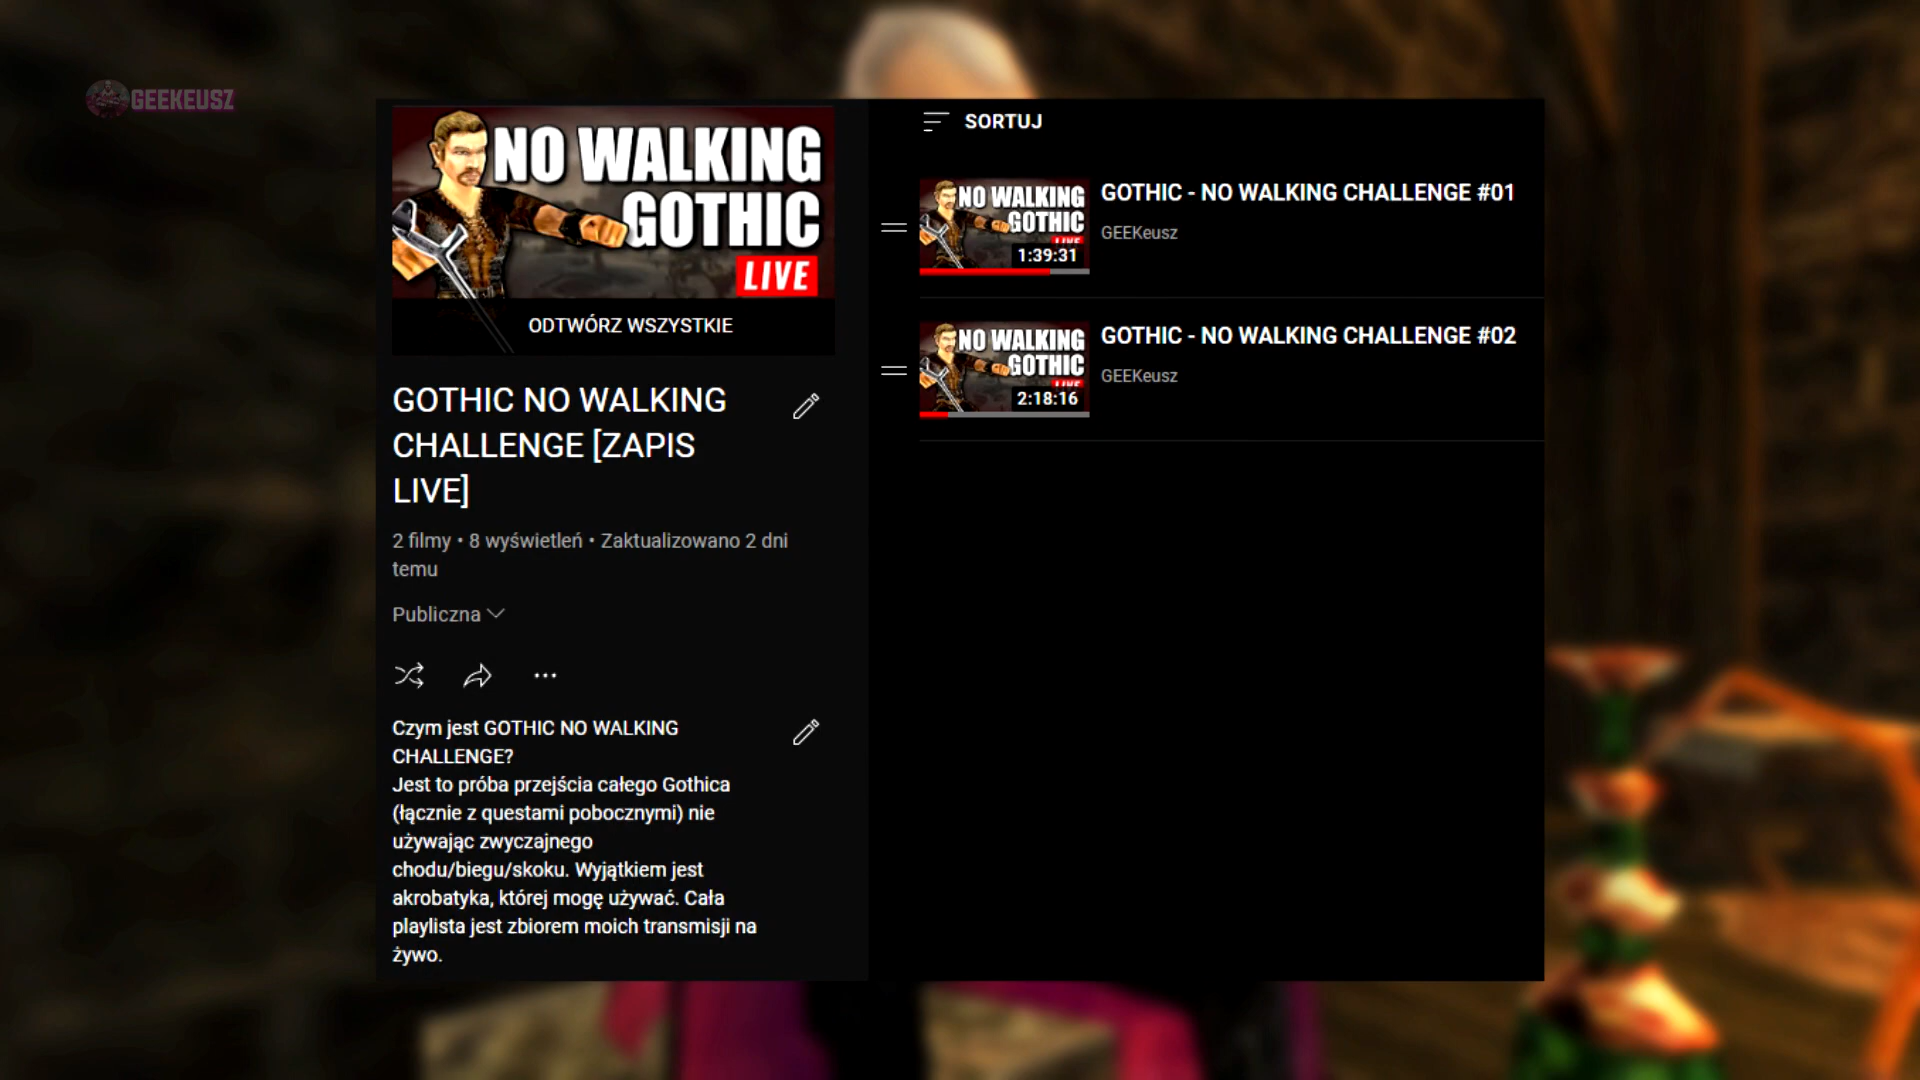 GEEKEUSZ
NO WALKING
GOTHIC
LIVE
ODTWÓRZ WSZYSTKIE
GOTHIC NO WALKING
CHALLENGE [ZAPIS
LIVE]
2 filmy • 8 wyświetleń • Zaktualizowano 2 dni
temu
Publiczna
Czym jest GOTHIC NO WALKING
CHALLENGE?
Jest to próba przejścia całego Gothica
(łącznie z questami pobocznymi) nie
używając zwyczajnego
chodu/biegu/skoku. Wyjątkiem jest
akrobatyka, której mogę używać. Cała
playlista jest zbiorem moich transmisji na
żywo.
SORTUJ
NO WALKING
GOTHIC
LIVE
1:39:31
GOTHIC - NO WALKING CHALLENGE #01
GEEKeusz
NO WALKING
GOTHIC
LIVE
2:18:16
GOTHIC - NO WALKING CHALLENGE #02
GEEKeusz